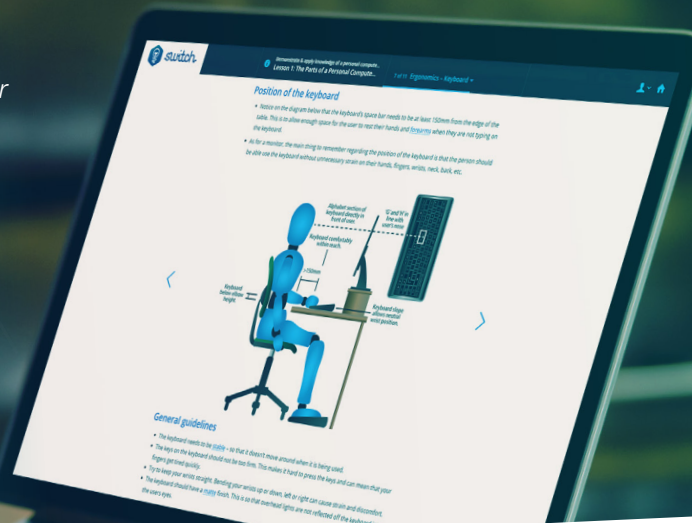 r
switch
Demonstrate & apply knowledge of a personal compute...
Lesson 1: The Parts of a Personal Compute...
Ergonomics - Keyboard
Position of the keyboard
Notice on the diagram below that the keyboard's space bar needs to be at least 150mm from the edge of the
table. This is to allow enough space for the user to rest their hands and forearms when they are not typing on
the keyboard.
As for a monitor, the main thing to remember regarding the position of the keyboard is that the person should
be able use the keyboard without unnecessary strain on their hands, fingers, wrists, neck, back, etc.
Alphabet section of
keyboard directly in
front of user.
'G' and 'H' in
line with
user's nose
Keyboard comfortably
within reach.
>150mm
Keyboard
below elbow
height.
Keyboard slope
allows neutral
wrist position.
General guidelines
The keyboard needs to be stable – so that it doesn't move around when it is being used.
The keys on the keyboard should not be too firm. This makes it hard to press the keys and can mean that your
fingers get tired quickly.
Try to keep your wrists straight. Bending your wrists up or down, left or right can cause strain and discomfort.
The keyboard should have a matte finish. This is so that overhead lights are not reflected off the keyboard
the users eyes.